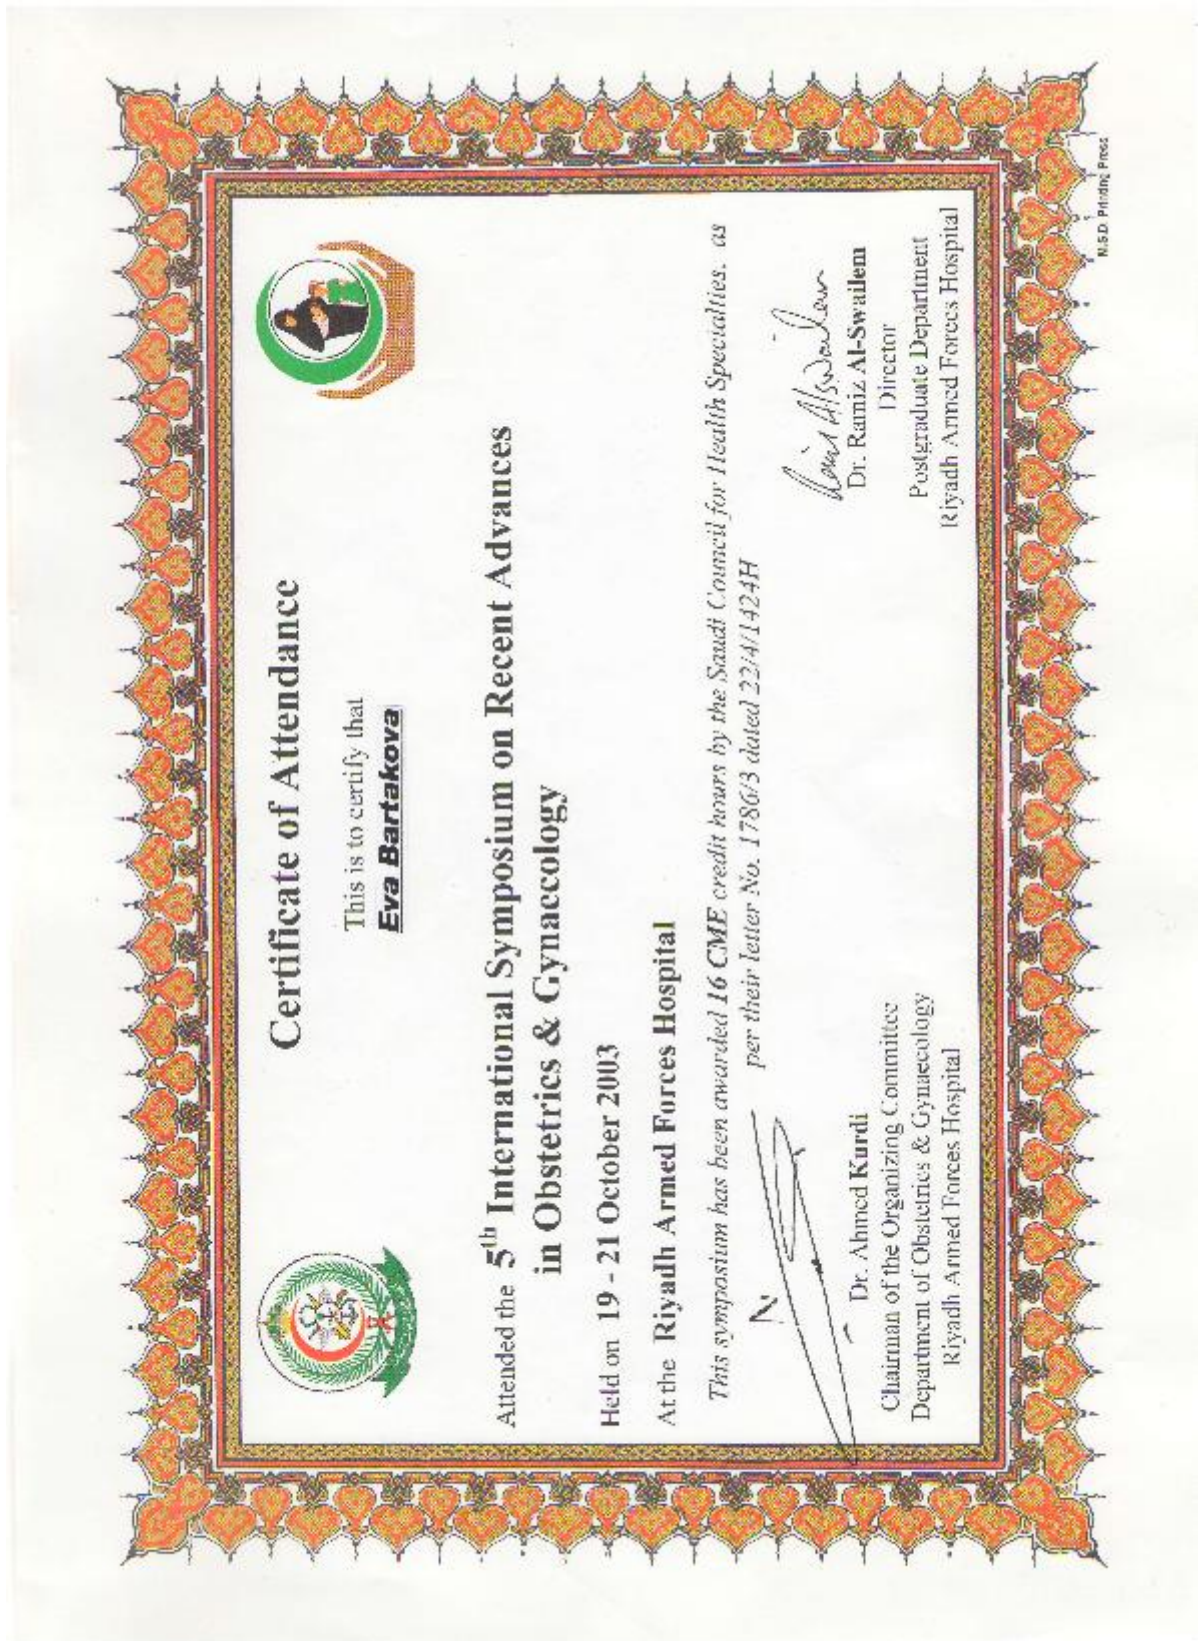 Certificate of Attendance
This is to certify that
Eva Bartakova
Attended the 5th International Symposium on Recent Advances
in Obstetrics & Gynaecology
Held on 19 - 21 October 2003
At the Riyadh Armed Forces Hospital
This symposium has been awarded 16 CME credit hours by the Saudi Council for Health Specialties, as
per their letter No. 1786/3 dated 22/4/1424H
Dr. Ahmed Kurdi
Chairman of the Organizing Committee
Department of Obstetrics & Gynaecology
Riyadh Armed Forces Hospital
Dr. Ramiz Al-Swailem
Director
Postgraduate Department
Riyadh Armed Forces Hospital
M.S.D. Printing Press